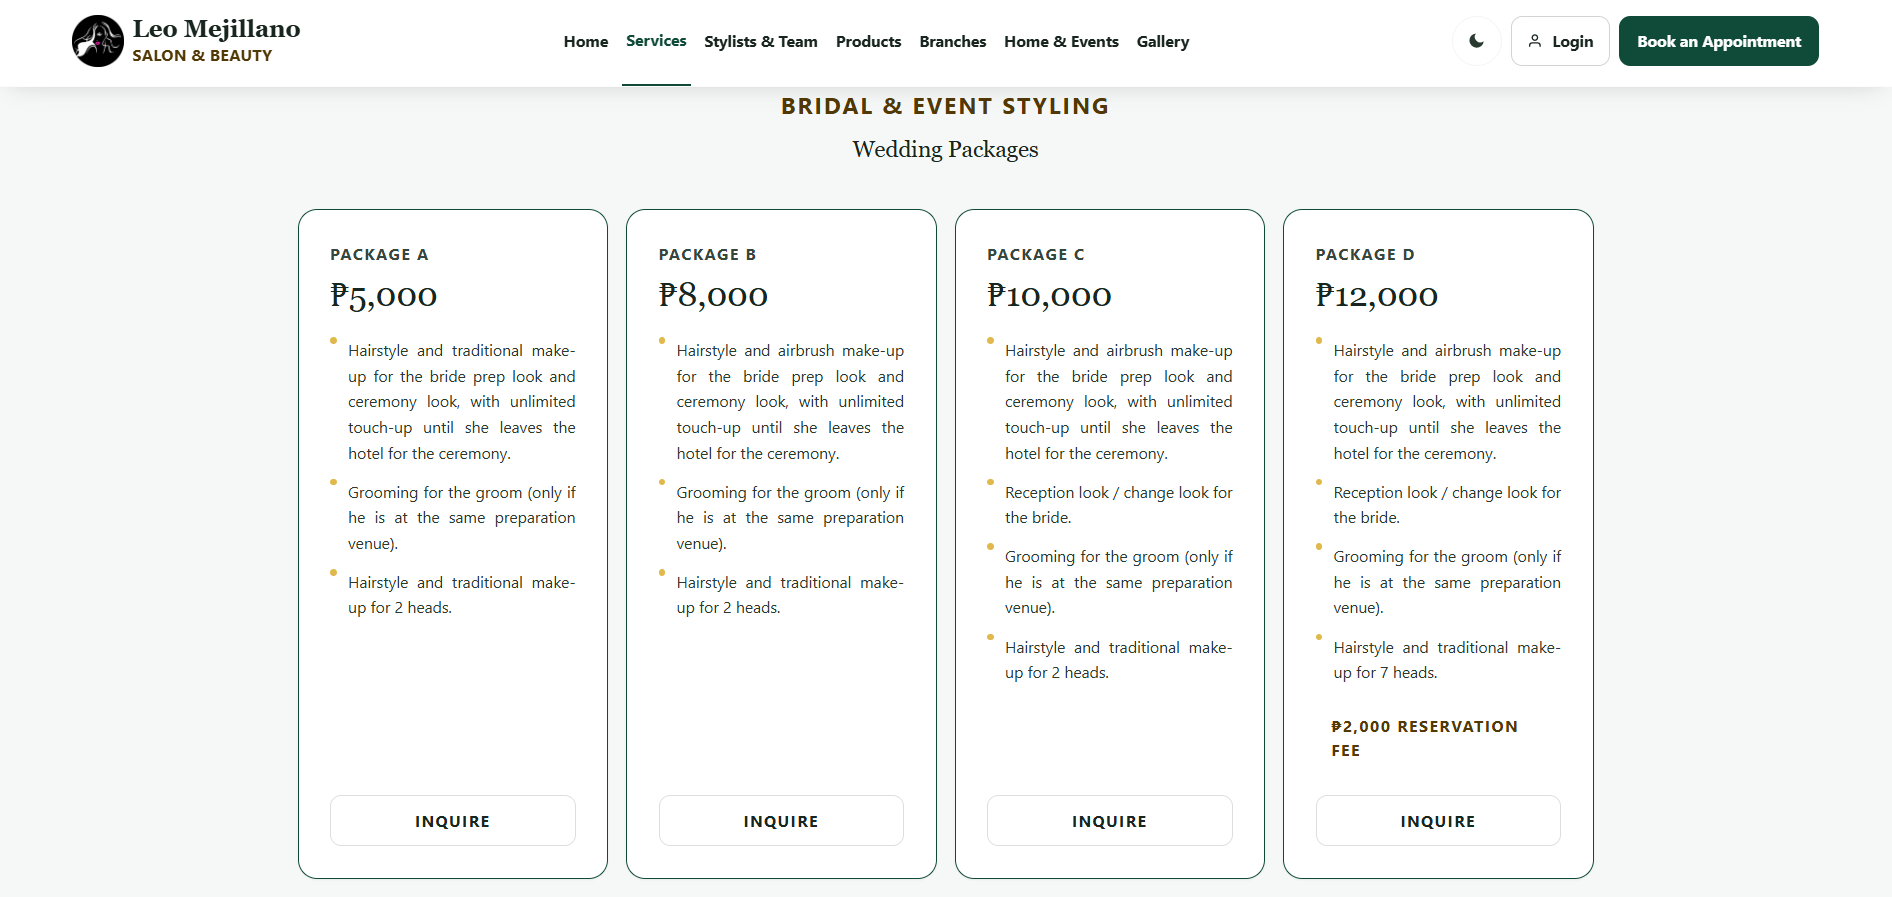 Leo Mejillano
SALON & BEAUTY
Home
Services
Stylists & Team
Products
Branches
Home & Events
Gallery
Login
Book an Appointment
BRIDAL & EVENT STYLING
Wedding Packages
PACKAGE A
₱5,000
Hairstyle and traditional make-
up for the bride prep look and
ceremony look, with unlimited
touch-up until she leaves the
hotel for the ceremony.
Grooming for the groom (only if
he is at the same preparation
venue).
Hairstyle and traditional make-
up for 2 heads.
INQUIRE
PACKAGE B
₱8,000
Hairstyle and airbrush make-up
for the bride prep look and
ceremony look, with unlimited
touch-up until she leaves the
hotel for the ceremony.
Grooming for the groom (only if
he is at the same preparation
venue).
Hairstyle and traditional make-
up for 2 heads.
INQUIRE
PACKAGE C
₱10,000
Hairstyle and airbrush make-up
for the bride prep look and
ceremony look, with unlimited
touch-up until she leaves the
hotel for the ceremony.
Reception look / change look for
the bride.
Grooming for the groom (only if
he is at the same preparation
venue).
Hairstyle and traditional make-
up for 2 heads.
INQUIRE
PACKAGE D
₱12,000
Hairstyle and airbrush make-up
for the bride prep look and
ceremony look, with unlimited
touch-up until she leaves the
hotel for the ceremony.
Reception look / change look for
the bride.
Grooming for the groom (only if
he is at the same preparation
venue).
Hairstyle and traditional make-
up for 7 heads.
₱2,000 RESERVATION
FEE
INQUIRE